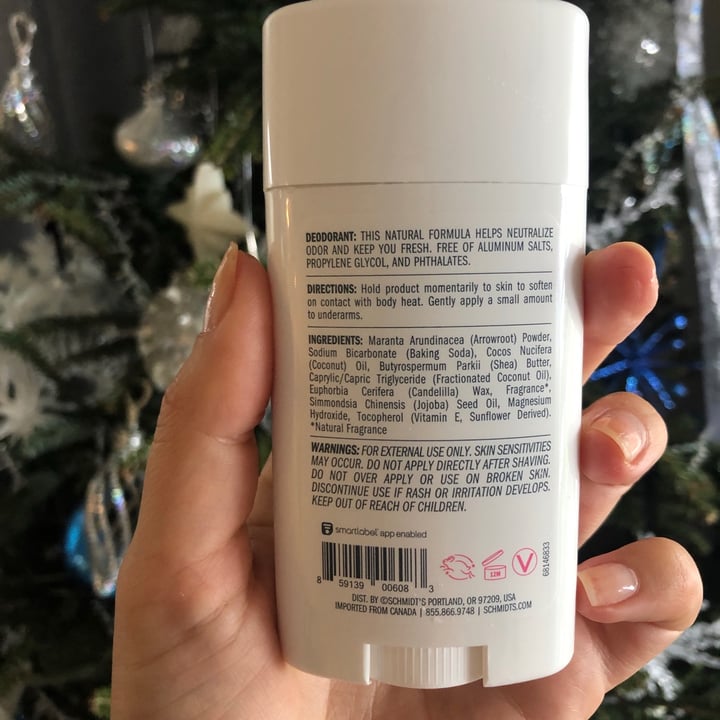 DEODORANT: THIS NATURAL FORMULA HELPS NEUTRALIZE
ODOR AND KEEP YOU FRESH. FREE OF ALUMINUM SALTS,
PROPYLENE GLYCOL, AND PHTHALATES.
DIRECTIONS: Hold product momentarily to skin to soften
on contact with body heat. Gently apply a small amount
to underarms.
INGREDIENTS: Maranta Arundinacea (Arrowroot) Powder,
Sodium Bicarbonate (Baking Soda), Cocos Nucifera
(Coconut) Oil, Butyrospermum Parkii (Shea) Butter,
Caprylic/Capric Triglyceride (Fractionated Coconut Oil),
Euphorbia Cerifera (Candelilla) Wax, Fragrance*,
Simmondsia Chinensis (Jojoba) Seed Oil, Magnesium
Hydroxide, Tocopherol (Vitamin E, Sunflower Derived).
*Natural Fragrance
WARNINGS: FOR EXTERNAL USE ONLY. SKIN SENSITIVITIES
MAY OCCUR. DO NOT APPLY DIRECTLY AFTER SHAVING.
DO NOT OVER APPLY OR USE ON BROKEN SKIN.
DISCONTINUE USE IF RASH OR IRRITATION DEVELOPS.
KEEP OUT OF REACH OF CHILDREN.
smartlabel app enabled
8 59139 00608 3
12M
V
68146833
DIST. BY ©SCHMIDT'S PORTLAND, OR 97209, USA
IMPORTED FROM CANADA | 855.866.9748 | SCHMIDTS.COM